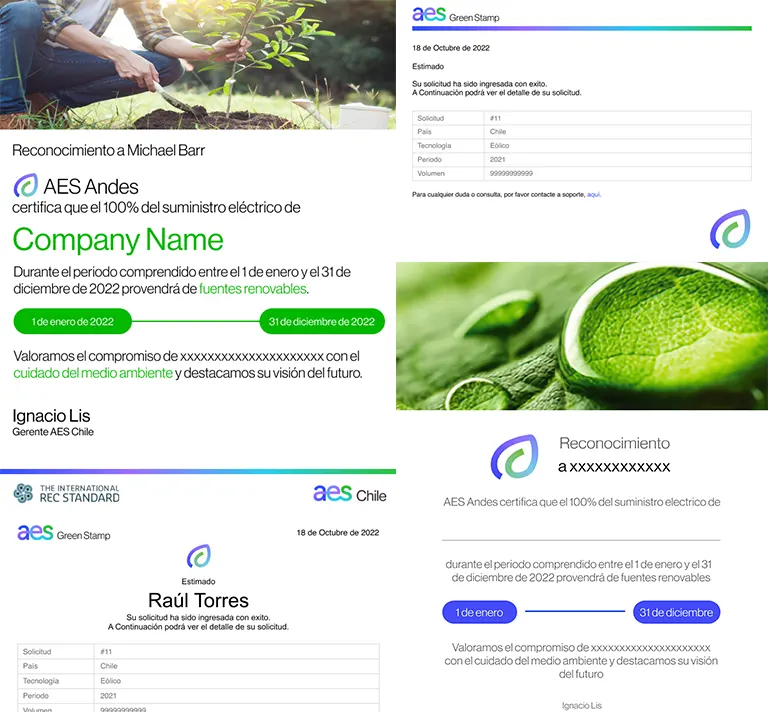 Reconocimiento a Michael Barr
AES Andes
certifica que el 100% del suministro eléctrico de
Company Name
Durante el periodo comprendido entre el 1 de enero y el 31 de
diciembre de 2022 provendrá de fuentes renovables.
1 de enero de 2022
31 de diciembre de 2022
Valoramos el compromiso de xxxxxxxxxxxxxxxxxxxxx con el
cuidado del medio ambiente y destacamos su visión del futuro.
Ignacio Lis
Gerente AES Chile
THE INTERNATIONAL
REC STANDARD
aes Chile
aes Green Stamp
18 de Octubre de 2022
Estimado
Raúl Torres
Su solicitud ha sido ingresada con exito.
A Continuación podrá ver el detalle de su solicitud.
Solicitud #11
País Chile
Tecnología Eólico
Periodo 2021
Volumen 99999999999
aes Green Stamp
18 de Octubre de 2022
Estimado
Su solicitud ha sido ingresada con exito.
A Continuación podrá ver el detalle de su solicitud.
Solicitud #11
País Chile
Tecnología Eólico
Periodo 2021
Volumen 99999999999
Para cualquier duda o consulta, por favor contacte a soporte, aquí.
Reconocimiento
a xxxxxxxxxxxx
AES Andes certifica que el 100% del suministro electrico de
durante el periodo comprendido entre el 1 de enero y el 31
de diciembre de 2022 provendrá de fuentes renovables
1 de enero
31 de diciembre
Valoramos el compromiso de xxxxxxxxxxxxxxxxxxxxx
con el cuidado del medio ambiente y destacamos su visión
del futuro
Ignacio Lis